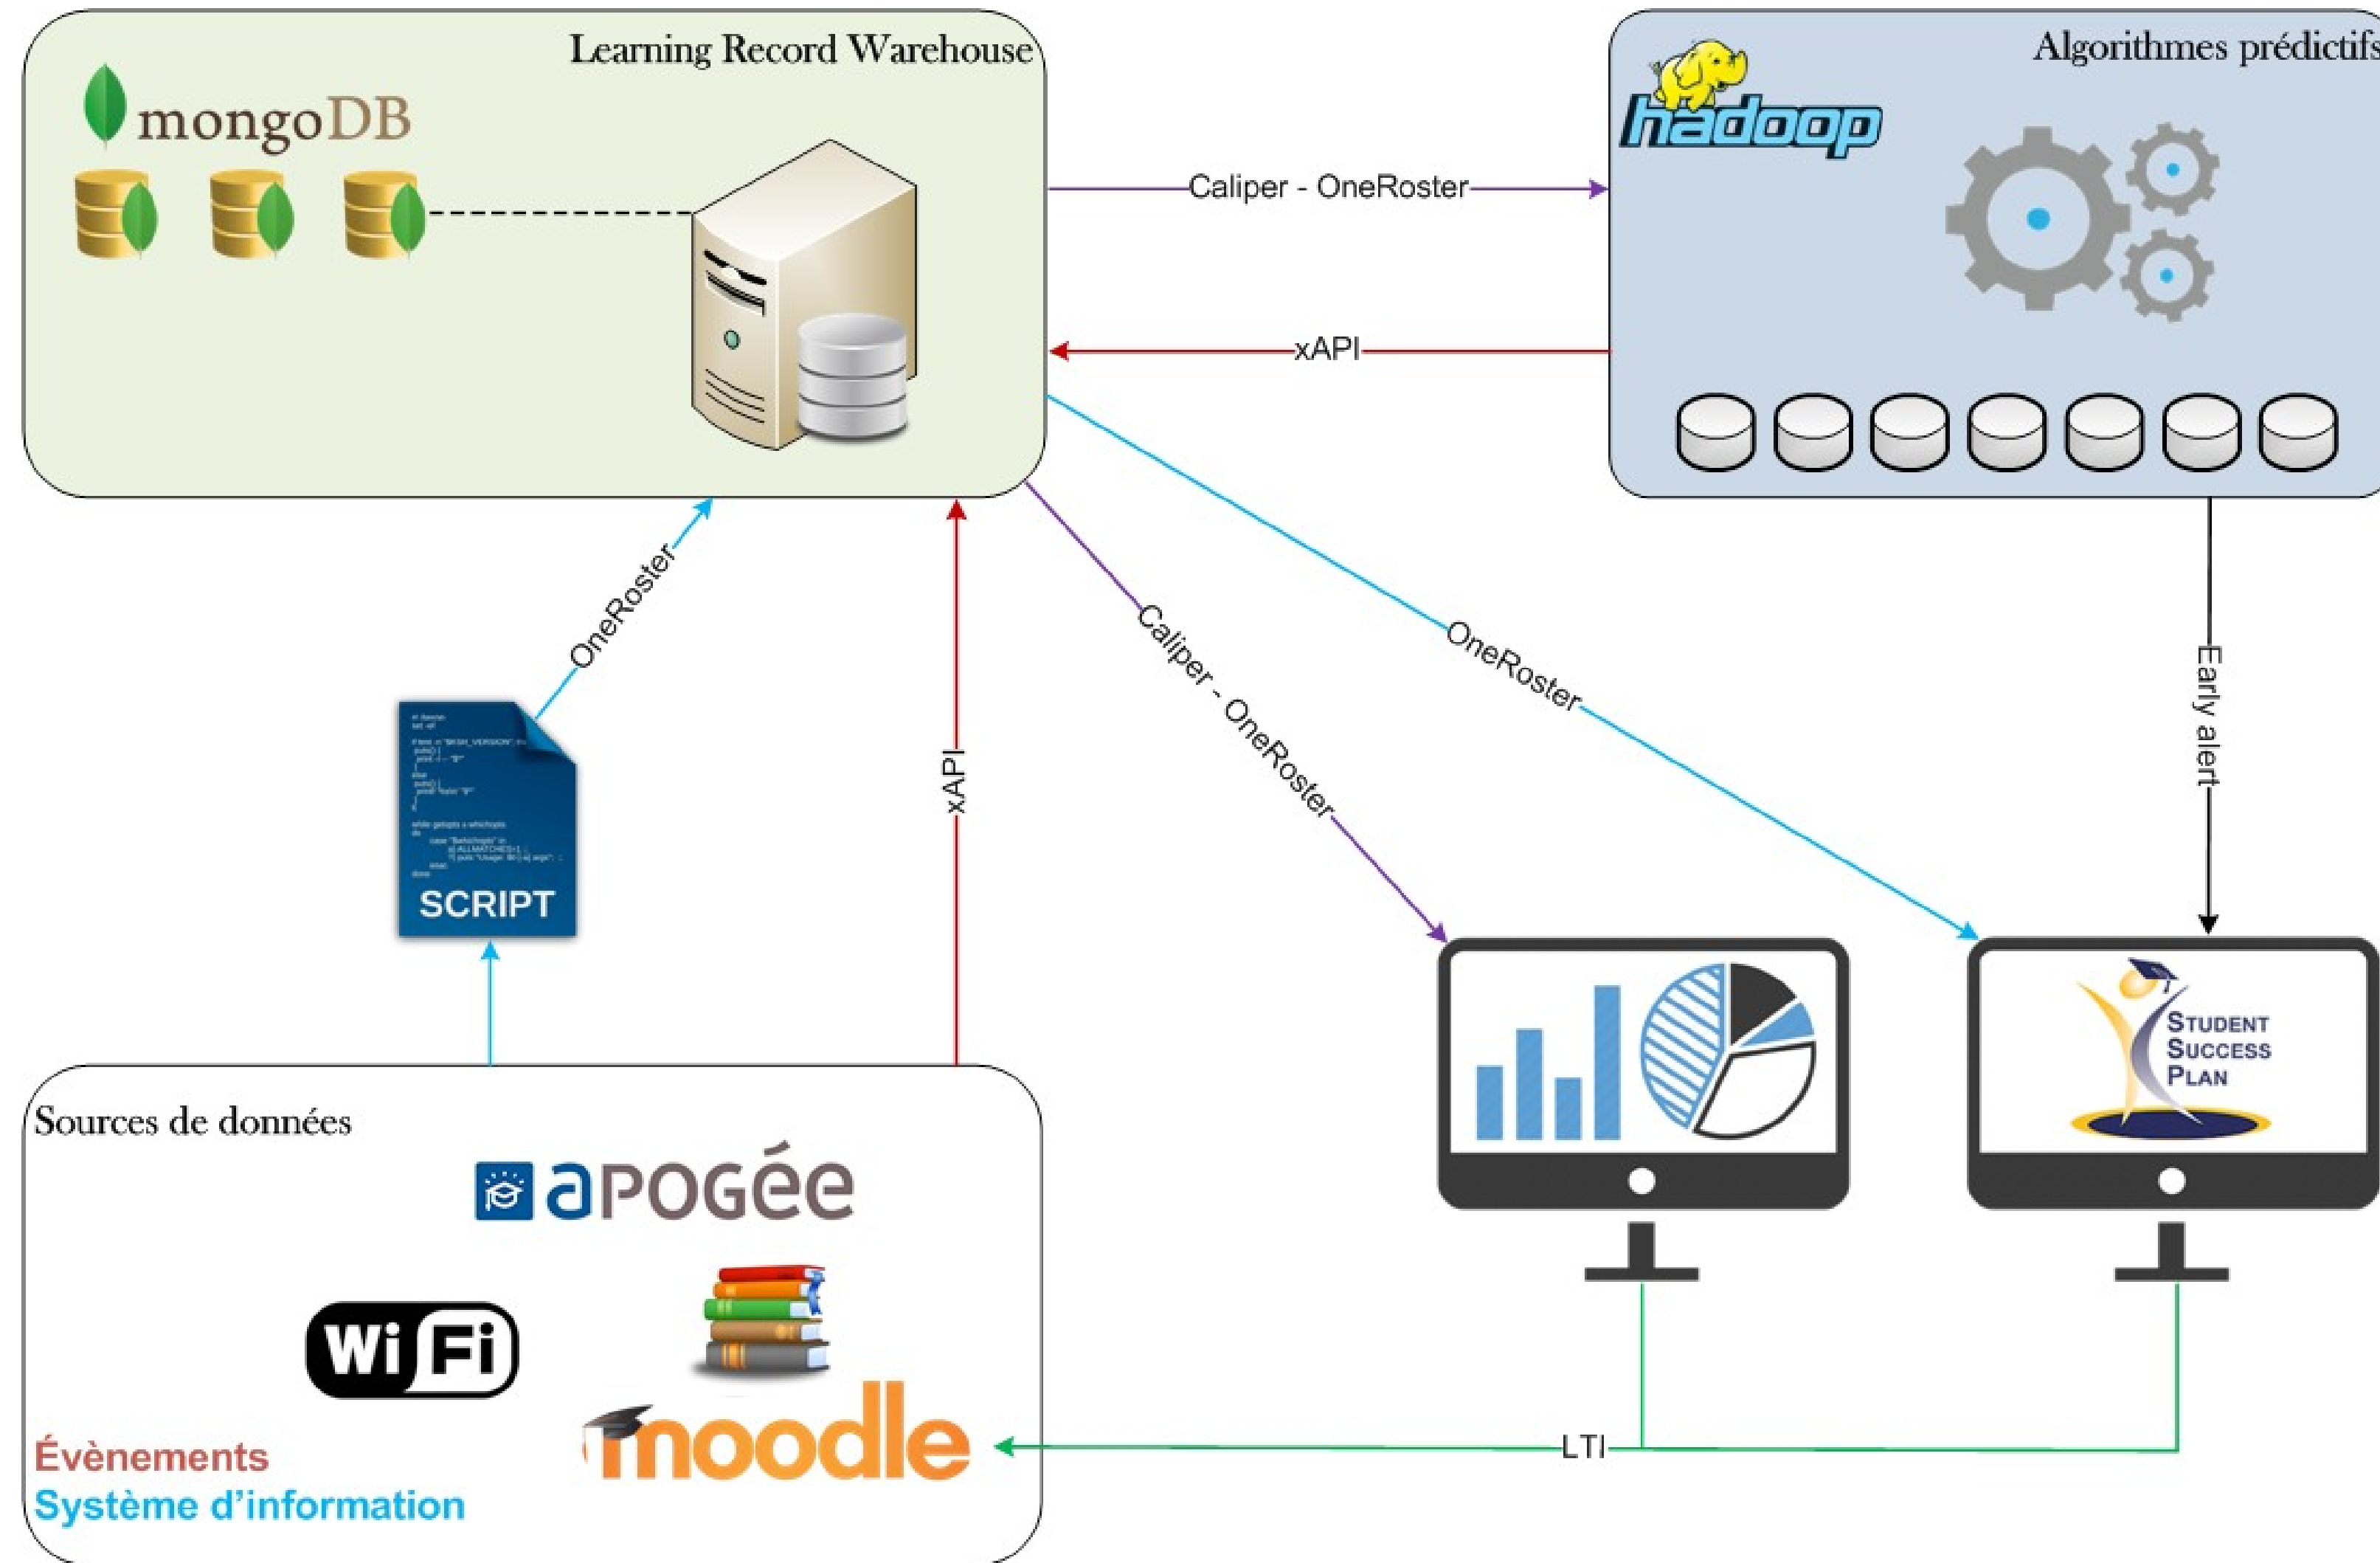 Learning Record Warehouse
mongoDB
Algorithmes prédictifs
hadoop
Caliper - OneRoster
xAPI
OneRoster
xAPI
Caliper - OneRoster
OneRoster
Early alert
SCRIPT
STUDENT
SUCCESS
PLAN
Sources de données
aPOGée
WiFi
moodle
LTI
Évènements
Système d'information